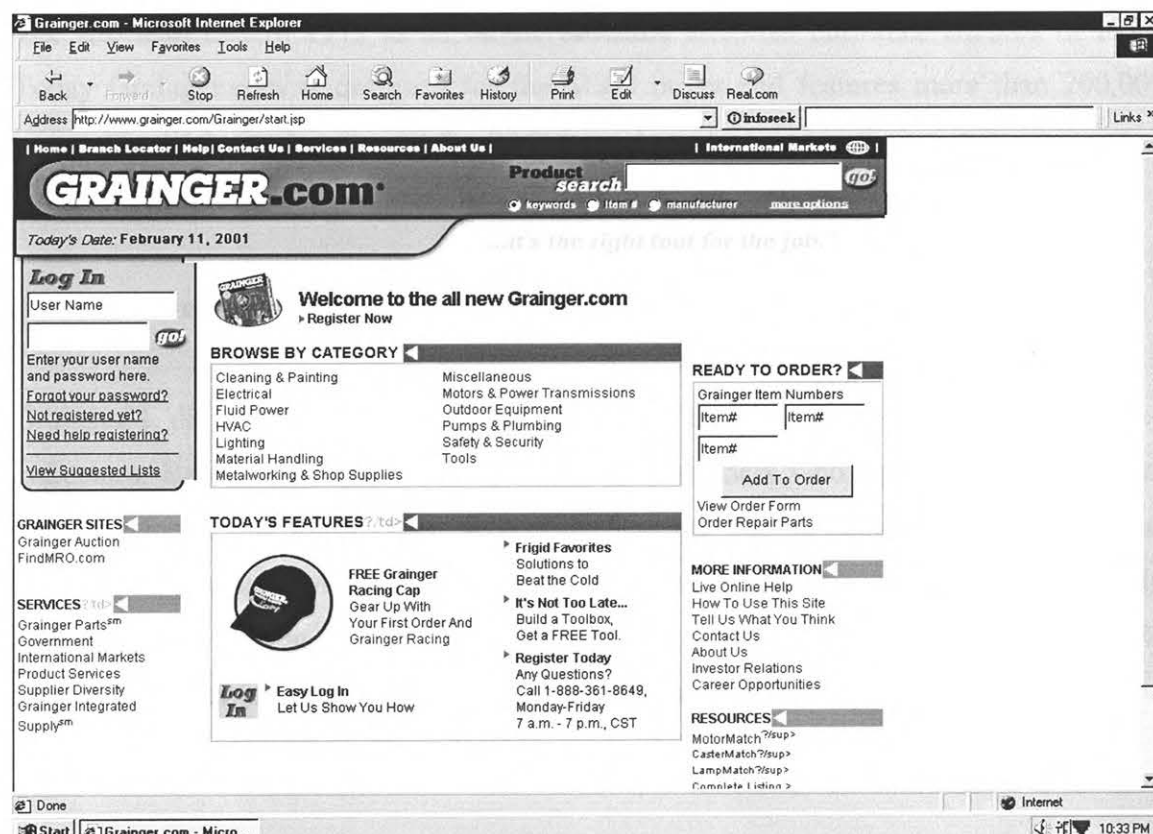 Grainger.com - Microsoft Internet Explorer
File Edit View Favorites Tools Help
Back Forward Stop Refresh Home Search Favorites History Print Edit Discuss Real.com
Address http://www.grainger.com/Grainger/start.jsp infoseek Links
| Home | Branch Locator | Help | Contact Us | Services | Resources | About Us | | International Markets |
GRAINGER.com
Product search go!
keywords Item # manufacturer more options
Today's Date: February 11, 2001
...it's the right tool for the job.
Log In
User Name
go!
Enter your user name
and password here.
Forgot your password?
Not registered yet?
Need help registering?
View Suggested Lists
GRAINGER SITES
Grainger Auction
FindMRO.com
SERVICES?td>
Grainger Parts℠
Government
International Markets
Product Services
Supplier Diversity
Grainger Integrated
Supply℠
GRAINGER
Welcome to the all new Grainger.com
Register Now
BROWSE BY CATEGORY
Cleaning & Painting
Electrical
Fluid Power
HVAC
Lighting
Material Handling
Metalworking & Shop Supplies
Miscellaneous
Motors & Power Transmissions
Outdoor Equipment
Pumps & Plumbing
Safety & Security
Tools
TODAY'S FEATURES?/td>
FREE Grainger
Racing Cap
Gear Up With
Your First Order And
Grainger Racing
Log In
Easy Log In
Let Us Show You How
Frigid Favorites
Solutions to
Beat the Cold
It's Not Too Late...
Build a Toolbox,
Get a FREE Tool.
Register Today
Any Questions?
Call 1-888-361-8649,
Monday-Friday
7 a.m. - 7 p.m., CST
READY TO ORDER?
Grainger Item Numbers
Item# Item#
Item#
Add To Order
View Order Form
Order Repair Parts
MORE INFORMATION
Live Online Help
How To Use This Site
Tell Us What You Think
Contact Us
About Us
Investor Relations
Career Opportunities
RESOURCES
MotorMatch?/sup>
CasterMatch?/sup>
LampMatch?/sup>
Complete Listing >
Done Internet
Start Grainger.com - Micro... 10:33 PM